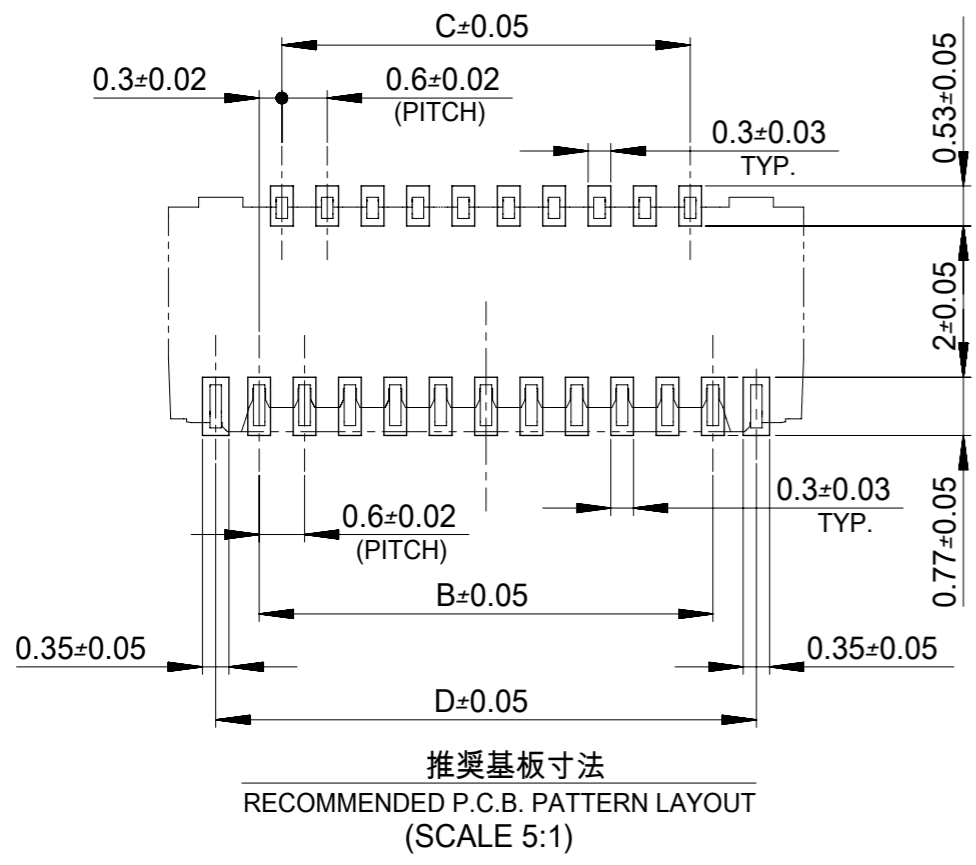 C±0.05
0.3±0.02
0.6±0.02
(PITCH)
0.3±0.03
TYP.
0.53±0.05
2±0.05
0.77±0.05
0.3±0.03
TYP.
0.6±0.02
(PITCH)
B±0.05
0.35±0.05
0.35±0.05
D±0.05
推奨基板寸法
RECOMMENDED P.C.B. PATTERN LAYOUT
(SCALE 5:1)